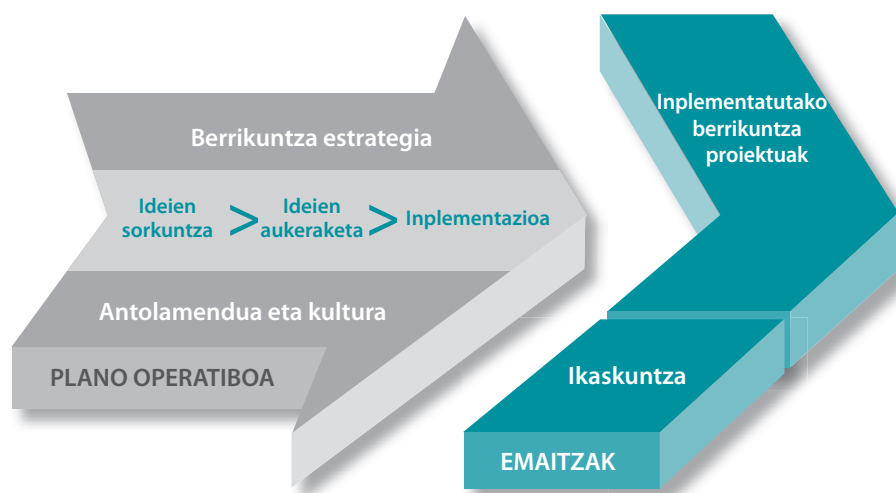 Berrikuntza estrategia
Ideien
sorkuntza
>
Ideien
aukeraketa
>
Inplementazioa
Antolamendua eta kultura
PLANO OPERATIBOA
Inplementatutako
berrikuntza
proiektuak
Ikaskuntza
EMAITZAK